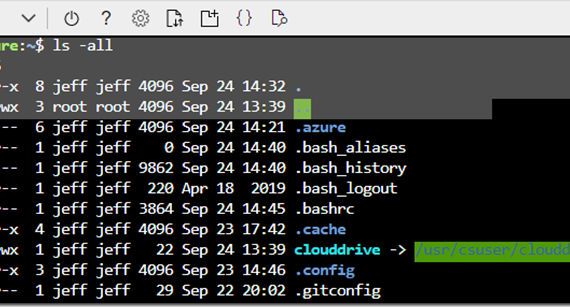 ? {}
re:~$ ls -all
-x 8 jeff jeff 4096 Sep 24 14:32 .
wx 3 root root 4096 Sep 24 13:39 ..
-- 6 jeff jeff 4096 Sep 24 14:21 .azure
-- 1 jeff jeff 0 Sep 24 14:40 .bash_aliases
-- 1 jeff jeff 9862 Sep 24 14:40 .bash_history
-- 1 jeff jeff 220 Apr 18 2019 .bash_logout
-- 1 jeff jeff 3864 Sep 24 14:45 .bashrc
-x 4 jeff jeff 4096 Sep 23 17:42 .cache
wx 1 jeff jeff 22 Sep 24 13:39 clouddrive -> /usr/csuser/cloudd
-x 3 jeff jeff 4096 Sep 23 14:46 .config
-- 1 jeff jeff 29 Sep 22 20:02 .gitconfig